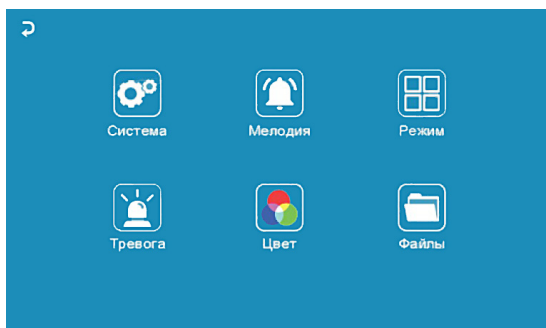 Система
Мелодия
Режим
Тревога
Цвет
Файлы